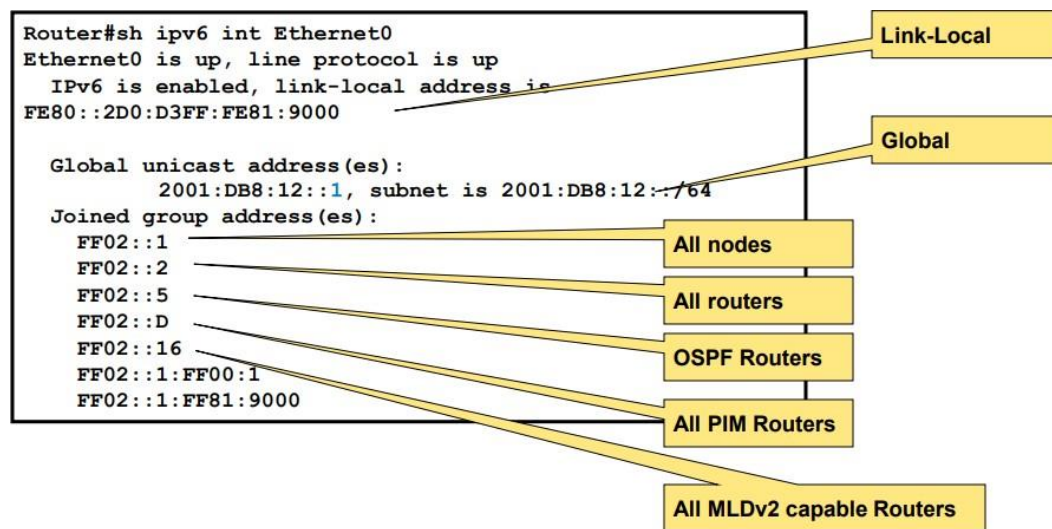 Router#sh ipv6 int Ethernet0
Ethernet0 is up, line protocol is up
IPv6 is enabled, link-local address is
FE80::2D0:D3FF:FE81:9000
Global unicast address(es):
2001:DB8:12::1, subnet is 2001:DB8:12::/64
Joined group address(es):
FF02::1
FF02::2
FF02::5
FF02::D
FF02::16
FF02::1:FF00:1
FF02::1:FF81:9000
Link-Local
Global
All nodes
All routers
OSPF Routers
All PIM Routers
All MLDv2 capable Routers